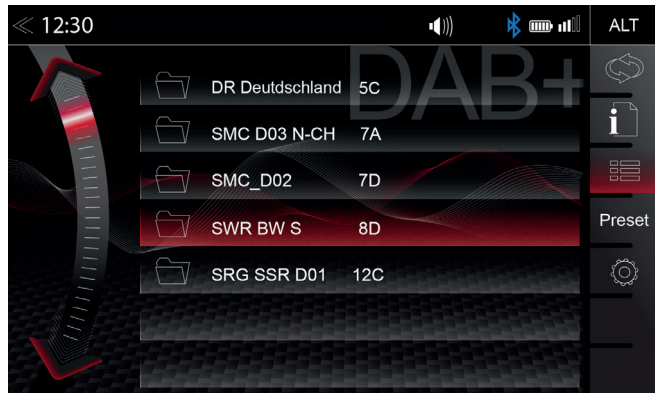 12:30
ALT
DAB+
DR Deutdschland 5C
SMC D03 N-CH 7A
SMC_D02 7D
SWR BW S 8D
SRG SSR D01 12C
i
Preset